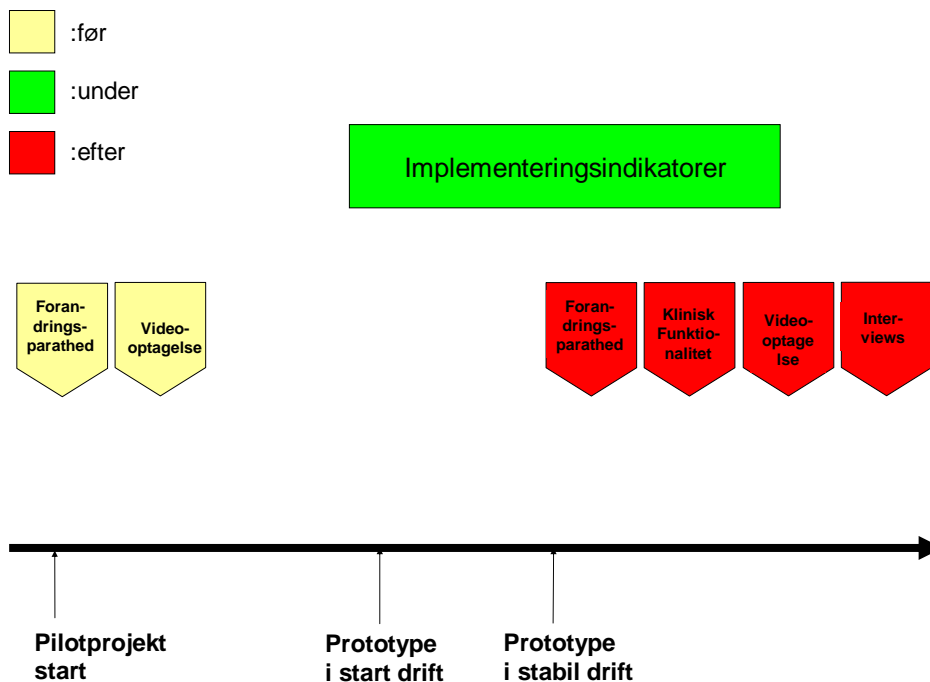 :før
:under
:efter
Implementeringsindikatorer
Foran-
drings-
parathed
Video-
optagelse
Foran-
drings-
parathed
Klinisk
Funktio-
nalitet
Video-
optage
lse
Inter-
views
Pilotprojekt
start
Prototype
i start drift
Prototype
i stabil drift